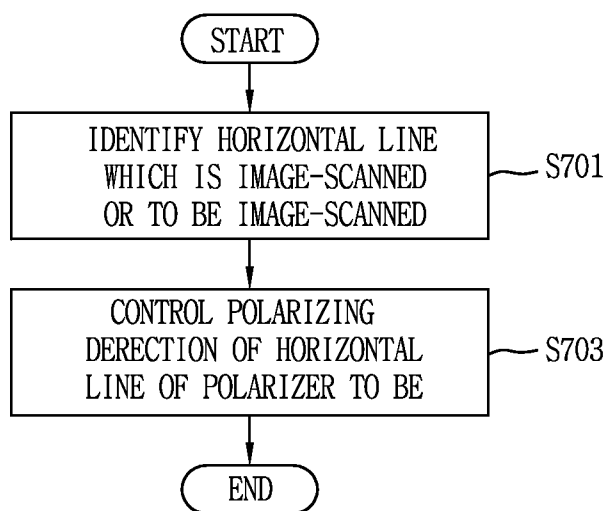 START
IDENTIFY HORIZONTAL LINE
WHICH IS IMAGE-SCANNED
OR TO BE IMAGE-SCANNED
S701
CONTROL POLARIZING
DERECTION OF HORIZONTAL
LINE OF POLARIZER TO BE
S703
END